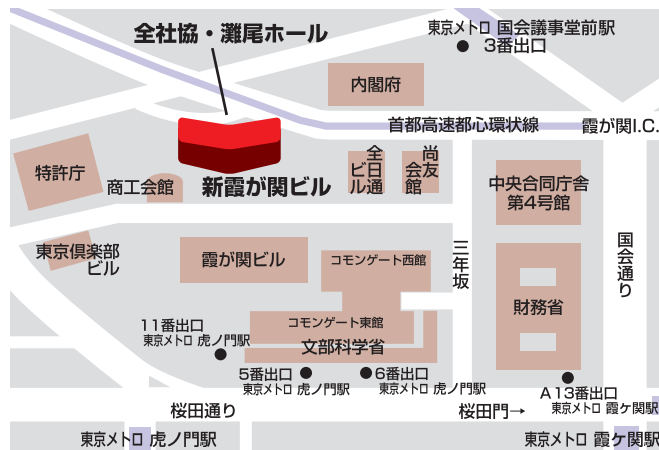 東京メトロ 国会議事堂前駅
3番出口
全社協・灘尾ホール
内閣府
首都高速都心環状線
霞が関I.C.
特許庁
商工会館
新霞が関ビル
全日通
ビル
尚友
会館
中央合同庁舎
第4号館
東京倶楽部
ビル
霞が関ビル
コモンゲート西館
三年坂
国会通り
財務省
コモンゲート東館
文部科学省
11番出口
東京メトロ 虎ノ門駅
5番出口
東京メトロ 虎ノ門駅
6番出口
東京メトロ 虎ノ門駅
A13番出口
東京メトロ 霞ケ関駅
桜田通り
桜田門→
東京メトロ 虎ノ門駅
東京メトロ 霞ケ関駅